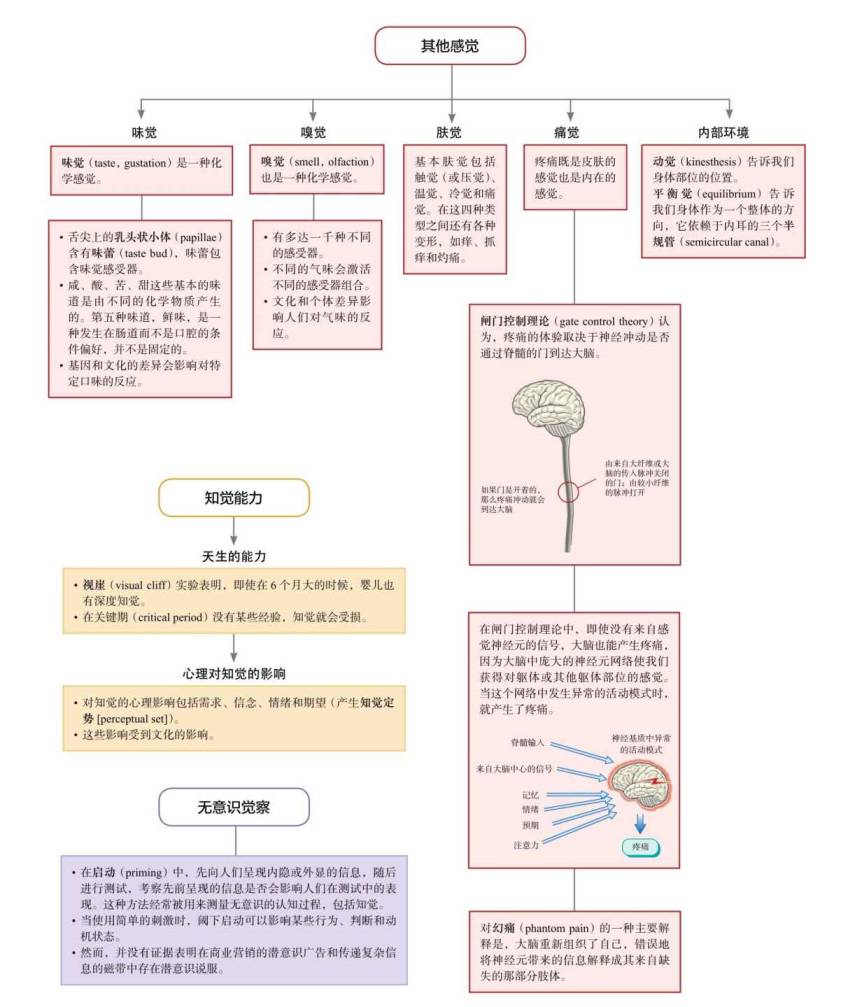 其他感觉
味觉
味觉（taste, gustation）是一种化
学感觉。
• 舌尖上的乳头状小体（papillae）
含有味蕾（taste bud），味蕾包
含味觉感受器。
• 咸、酸、苦、甜这些基本的味
道是由不同的化学物质产生
的。第五种味道，鲜味，是一
种发生在肠道而不是口腔的条
件偏好，并不是固定的。
• 基因和文化的差异会影响对特
定口味的反应。
嗅觉
嗅觉（smell, olfaction）
也是一种化学感觉。
• 有多达一千种不同
的感受器。
• 不同的气味会激活
不同的感受器组合。
• 文化和个体差异影
响人们对气味的反
应。
肤觉
基本肤觉包括
触觉（或压觉）、
温觉、冷觉和痛
觉。在这四种类
型之间还有各种
变形，如痒、抓
痒和灼痛。
痛觉
疼痛既是皮肤的
感觉也是内在的
感觉。
内部环境
动觉（kinesthesis）告诉我们
身体部位的位置。
平衡觉（equilibrium）告诉
我们身体作为一个整体的方
向，它依赖于内耳的三个半
规管（semicircular canal）。
闸门控制理论（gate control theory）认
为，疼痛的体验取决于神经冲动是否
通过脊髓的门到达大脑。
如果门是开着的，
那么疼痛冲动就会
到达大脑
由来自大纤维或大
脑的传入脉冲关闭
的门；由较小纤维
的脉冲打开
在闸门控制理论中，即使没有来自感
觉神经元的信号，大脑也能产生疼痛，
因为大脑中庞大的神经元网络使我们
获得对躯体或其他躯体部位的感觉。
当这个网络中发生异常的活动模式时，
就产生了疼痛。
脊髓输入
来自大脑中心的信号
记忆
情绪
预期
注意力
神经基质中异常
的活动模式
疼痛
对幻痛（phantom pain）的一种主要
解释是，大脑重新组织了自己，错误地
将神经元带来的信息解释成其来自缺
失的那部分肢体。
知觉能力
天生的能力
• 视崖（visual cliff）实验表明，即使在 6 个月大的时候，婴儿也
有深度知觉。
• 在关键期（critical period）没有某些经验，知觉就会受损。
心理对知觉的影响
• 对知觉的心理影响包括需求、信念、情绪和期望（产生知觉定
势 [perceptual set]）。
• 这些影响受到文化的影响。
无意识觉察
• 在启动（priming）中，先向人们呈现内隐或外显的信息，随后
进行测试，考察先前呈现的信息是否会影响人们在测试中的表
现。这种方法经常被用来测量无意识的认知过程，包括知觉。
• 当使用简单的刺激时，阈下启动可以影响某些行为、判断和动
机状态。
• 然而，并没有证据表明在商业营销的潜意识广告和传递复杂信
息的磁带中存在潜意识说服。